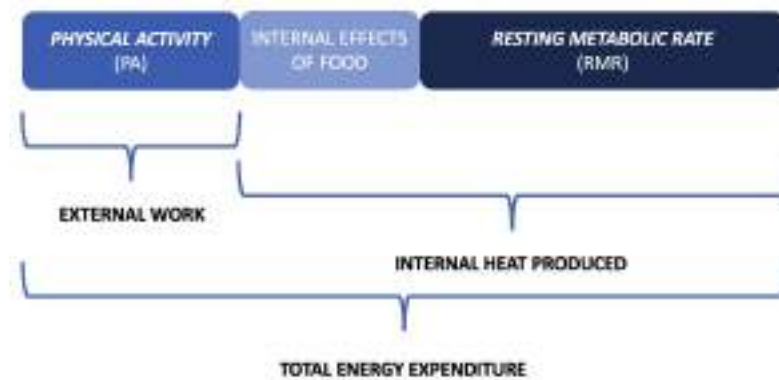 PHYSICAL ACTIVITY
(PA)
INTERNAL EFFECTS
OF FOOD
RESTING METABOLIC RATE
(RMR)
EXTERNAL WORK
INTERNAL HEAT PRODUCED
TOTAL ENERGY EXPENDITURE